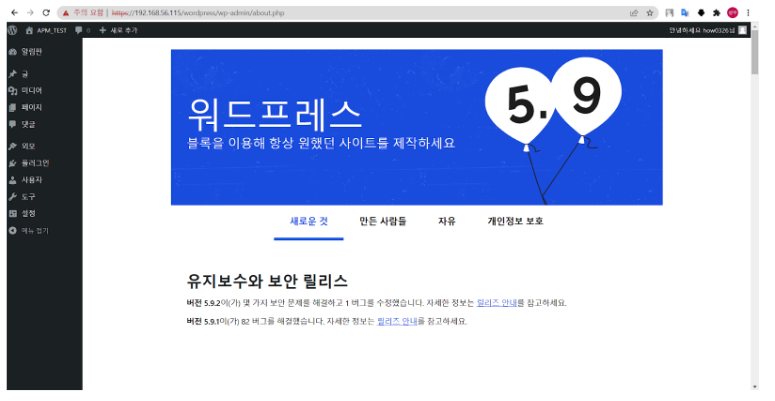 주의 요함 | https://192.168.56.115/wordpress/wp-admin/about.php
APM_TEST 0 + 새로 추가
안녕하세요 how0326님
알림판
글
미디어
페이지
댓글
외모
플러그인
사용자
도구
설정
메뉴 접기
워드프레스
블록을 이용해 항상 원했던 사이트를 제작하세요
5.9
새로운 것 만든 사람들 자유 개인정보 보호
유지보수와 보안 릴리스
버전 5.9.2이(가) 몇 가지 보안 문제를 해결하고 1 버그를 수정했습니다. 자세한 정보는 릴리즈 안내를 참고하세요.
버전 5.9.1이(가) 82 버그를 해결했습니다. 자세한 정보는 릴리즈 안내를 참고하세요.